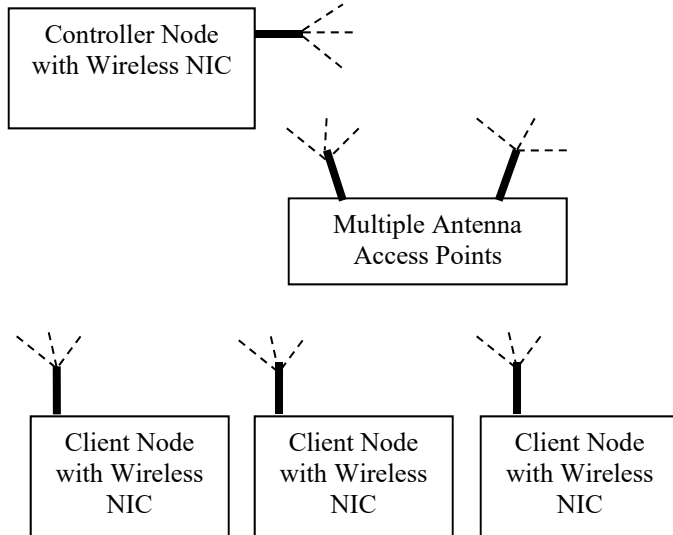 Controller Node
with Wireless NIC
Multiple Antenna
Access Points
Client Node
with Wireless
NIC
Client Node
with Wireless
NIC
Client Node
with Wireless
NIC